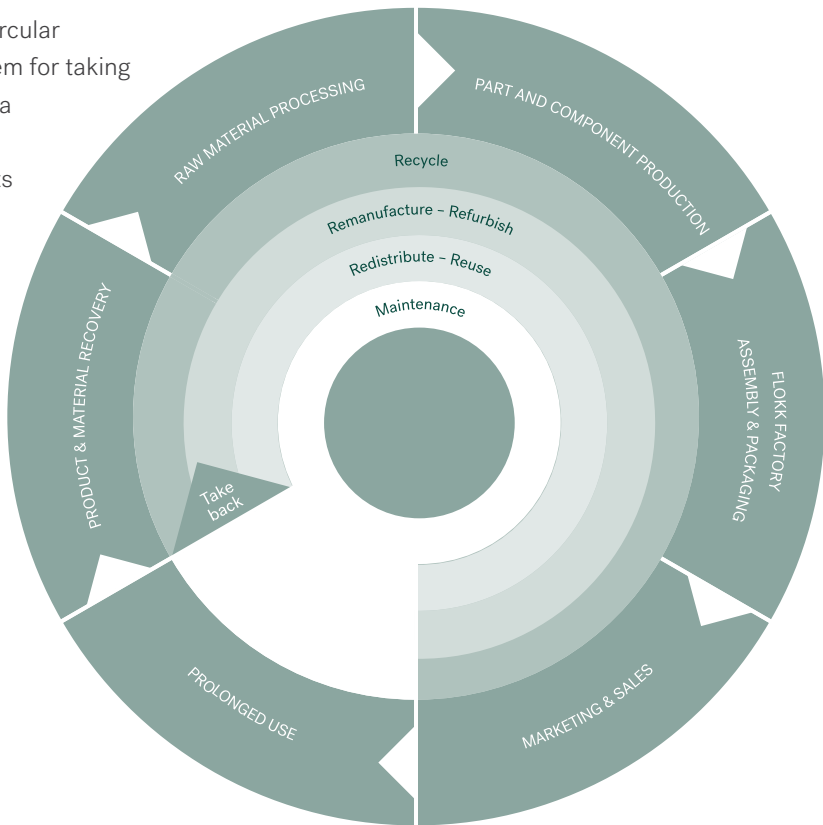 rcular
em for taking
a
s
RAW MATERIAL PROCESSING
PART AND COMPONENT PRODUCTION
FLOKK FACTORY
ASSEMBLY & PACKAGING
MARKETING & SALES
PROLONGED USE
PRODUCT & MATERIAL RECOVERY
Recycle
Remanufacture – Refurbish
Redistribute – Reuse
Maintenance
Take
back